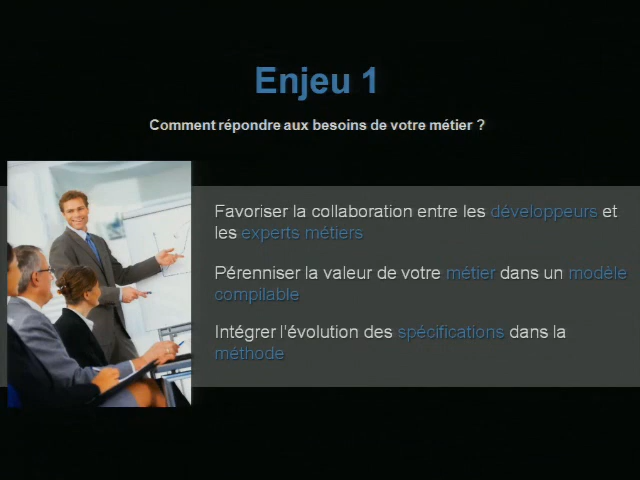 Enjeu 1
Comment répondre aux besoins de votre métier ?
Favoriser la collaboration entre les développeurs et
les experts métiers
Pérenniser la valeur de votre métier dans un modèle
compilable
Intégrer l'évolution des spécifications dans la
méthode